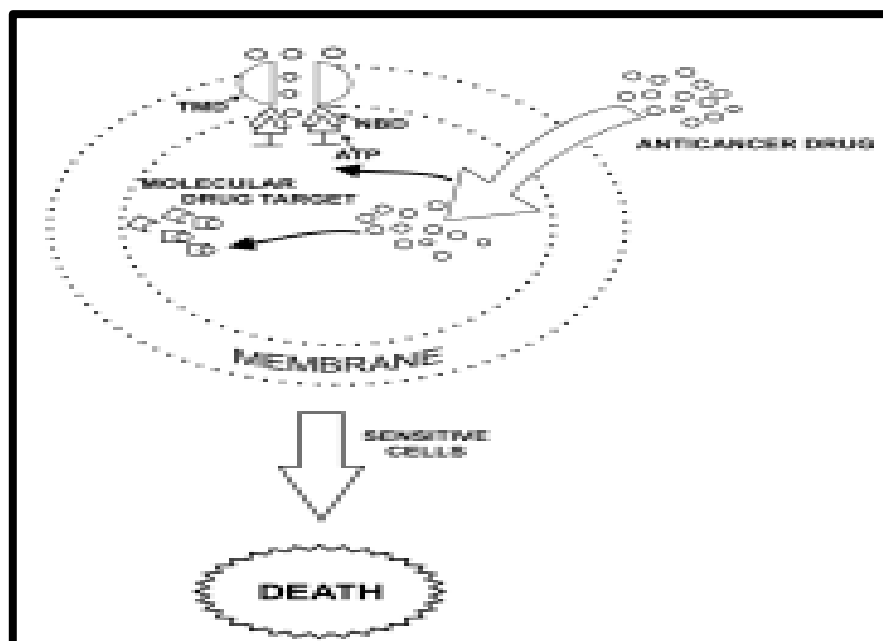 TMD
NBD
ATP
ANTICANCER DRUG
MOLECULAR
DRUG TARGET
MEMBRANE
SENSITIVE
CELLS
DEATH